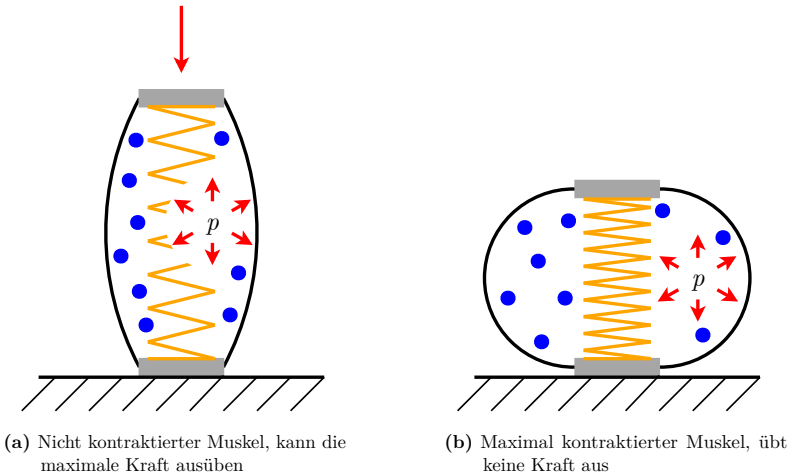 p
p
(a) Nicht kontraktierter Muskel, kann die
maximale Kraft ausüben
(b) Maximal kontraktierter Muskel, übt
keine Kraft aus